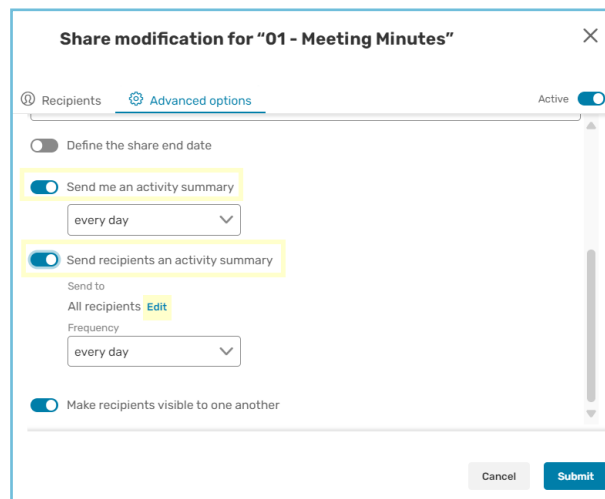 Share modification for “01 - Meeting Minutes”
Recipients Advanced options Active
Define the share end date
Send me an activity summary
every day
Send recipients an activity summary
Send to
All recipients Edit
Frequency
every day
Make recipients visible to one another
Cancel Submit